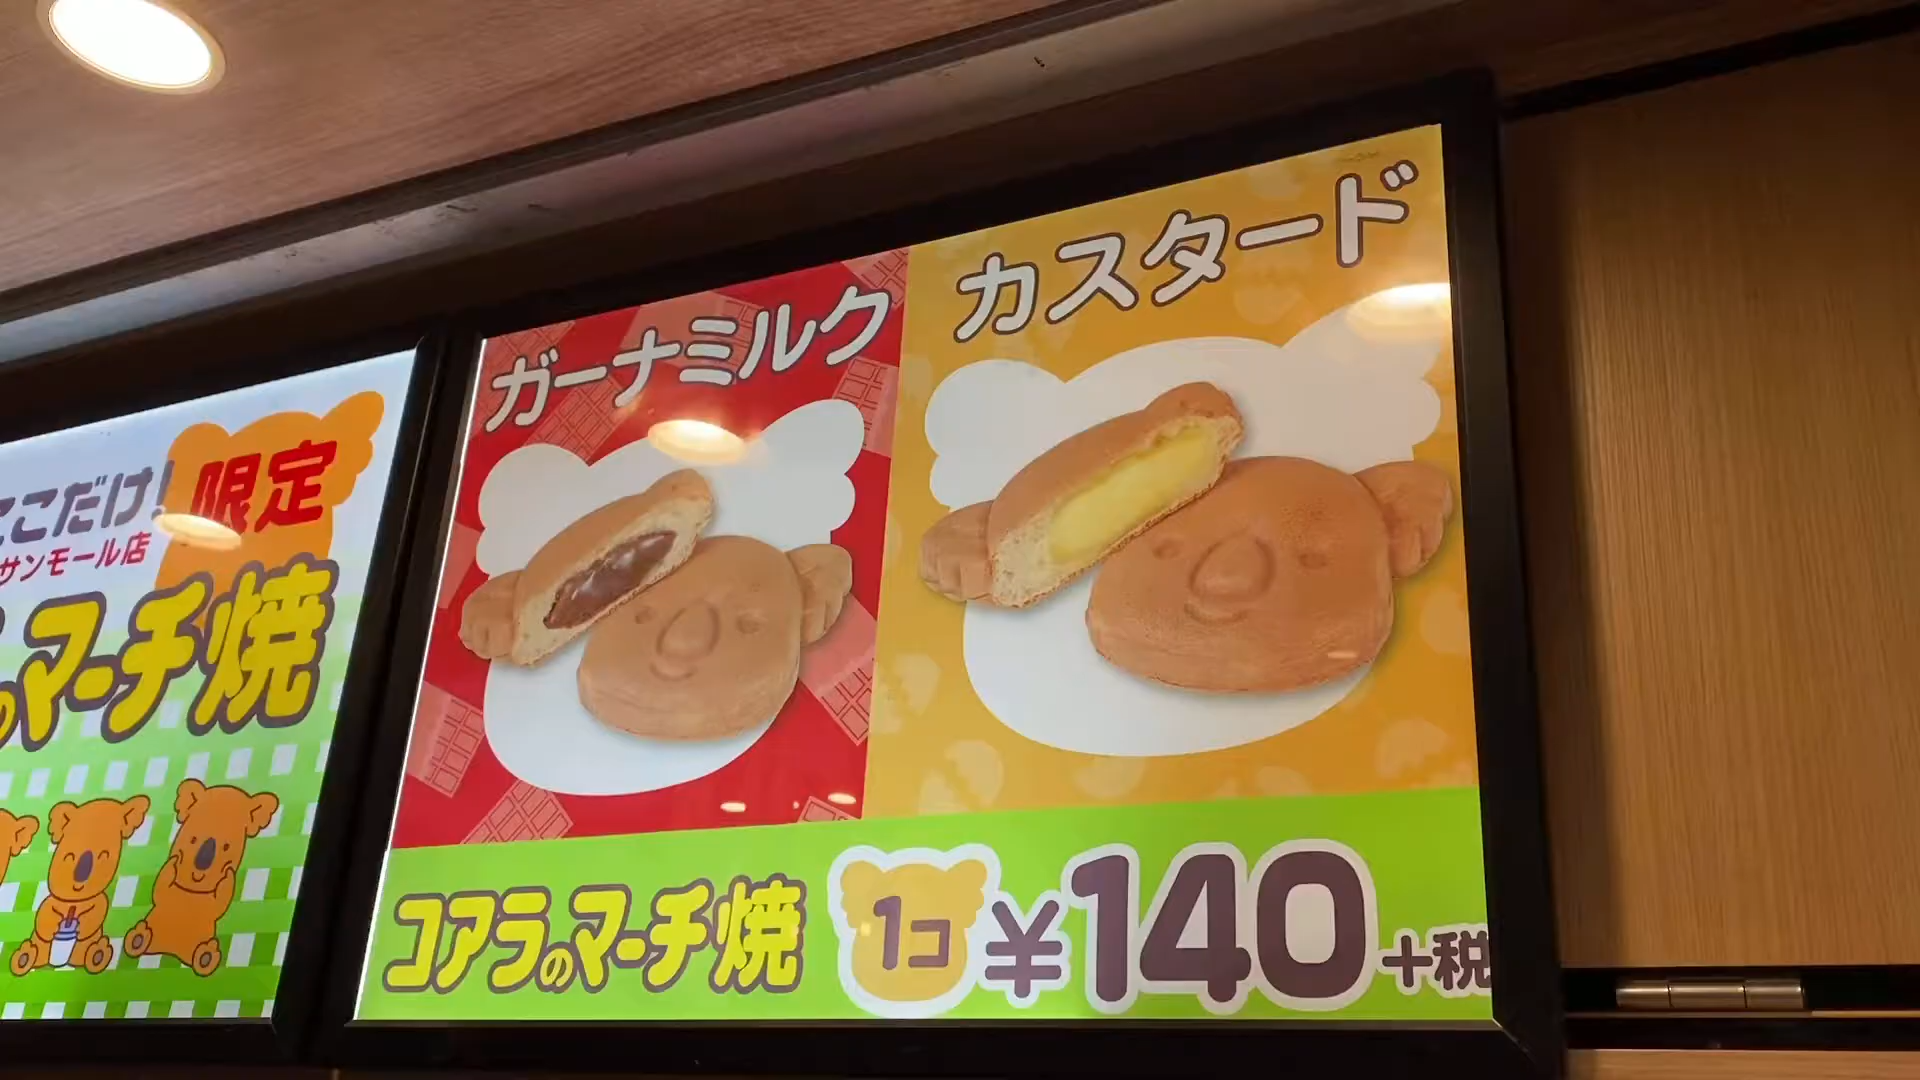 ここだけ!限定
サンモール店
のマーチ焼
ガーナミルク
カスタード
コアラのマーチ焼
1コ
¥140
+税